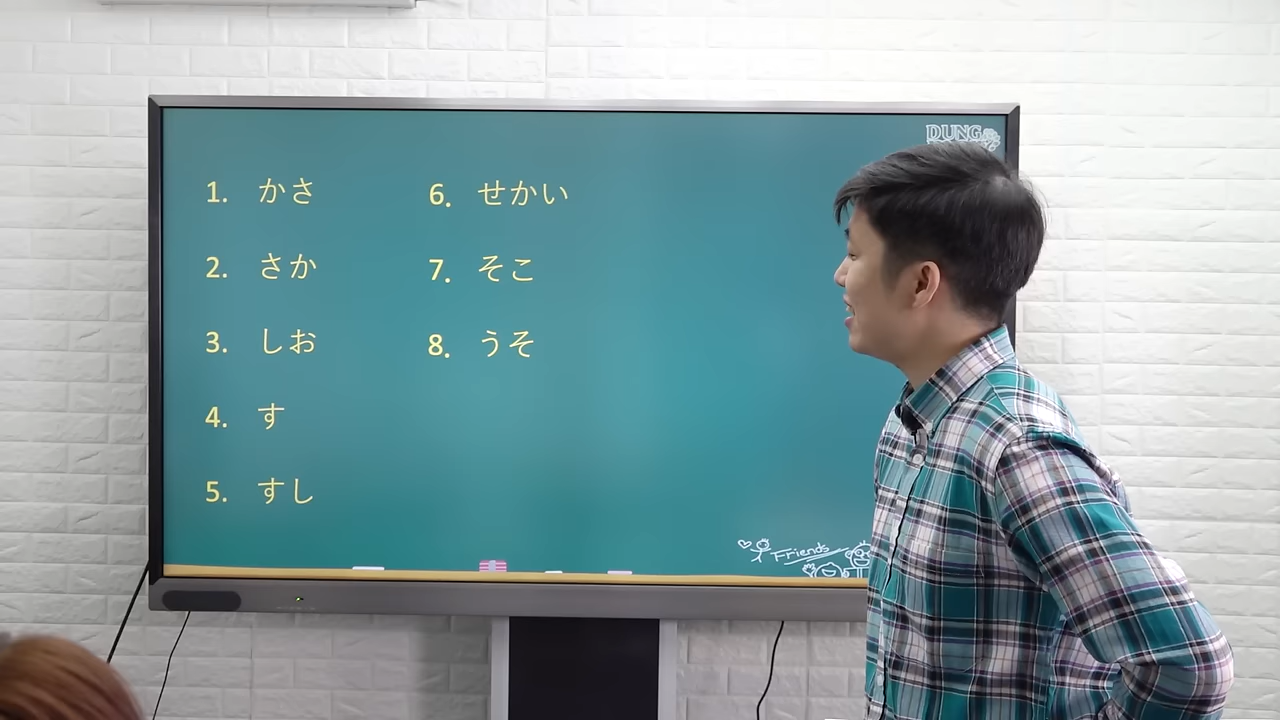 DUNG
1. かさ
2. さか
3. しお
4. す
5. すし
6. せかい
7. そこ
8. うそ
Friends